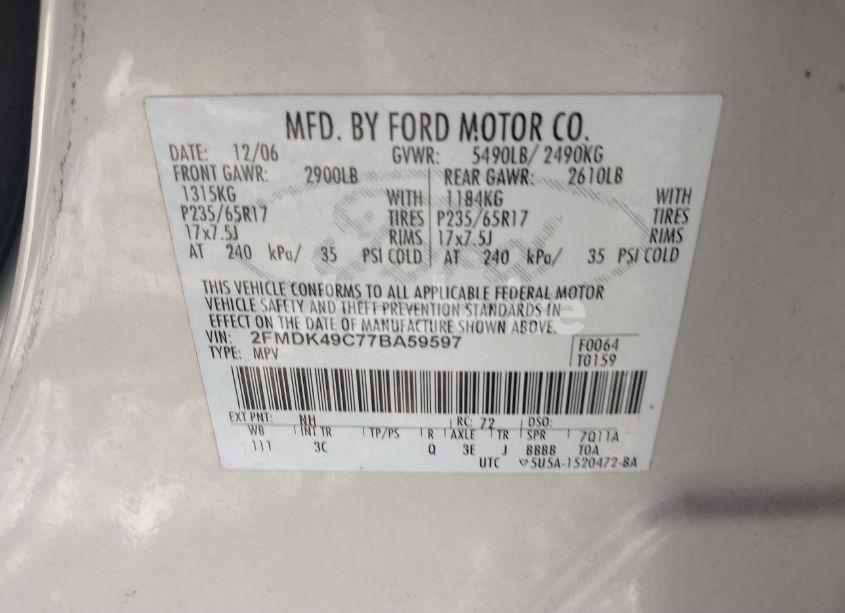 MFD. BY FORD MOTOR CO.
DATE: 12/06 GVWR: 5490LB/ 2490KG
FRONT GAWR: 2900LB REAR GAWR: 2610LB
1315KG WITH 1184KG WITH
P235/65R17 TIRES P235/65R17 TIRES
17x7.5J RIMS 17x7.5J RIMS
AT 240 kPa/ 35 PSI COLD AT 240 kPa/ 35 PSI COLD
THIS VEHICLE CONFORMS TO ALL APPLICABLE FEDERAL MOTOR
VEHICLE SAFETY AND THEFT PREVENTION STANDARDS IN
EFFECT ON THE DATE OF MANUFACTURE SHOWN ABOVE.
VIN: 2FMDK49C77BA59597 F0064
TYPE: MPV T0159
EXT PNT: NH RC: 72 DSO:
WB INT TR TP/PS R AXLE TR SPR 7Q11A
111 3C Q 3E J BBBB TOA
UTC ▽5U5A-1520472-BA